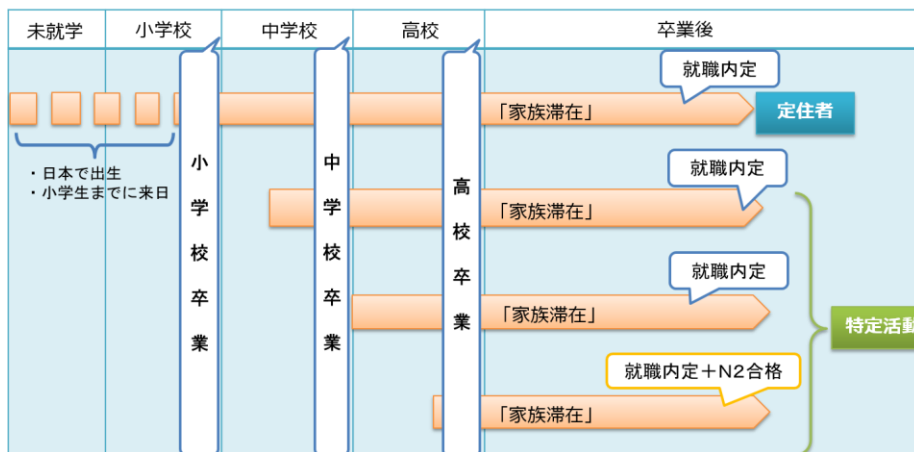 未就学
小学校
中学校
高校
卒業後
就職内定
「家族滞在」
定住者
・日本で出生
・小学生までに来日
小学校卒業
中学校卒業
高校卒業
就職内定
「家族滞在」
就職内定
「家族滞在」
特定活動
就職内定+N2合格
「家族滞在」